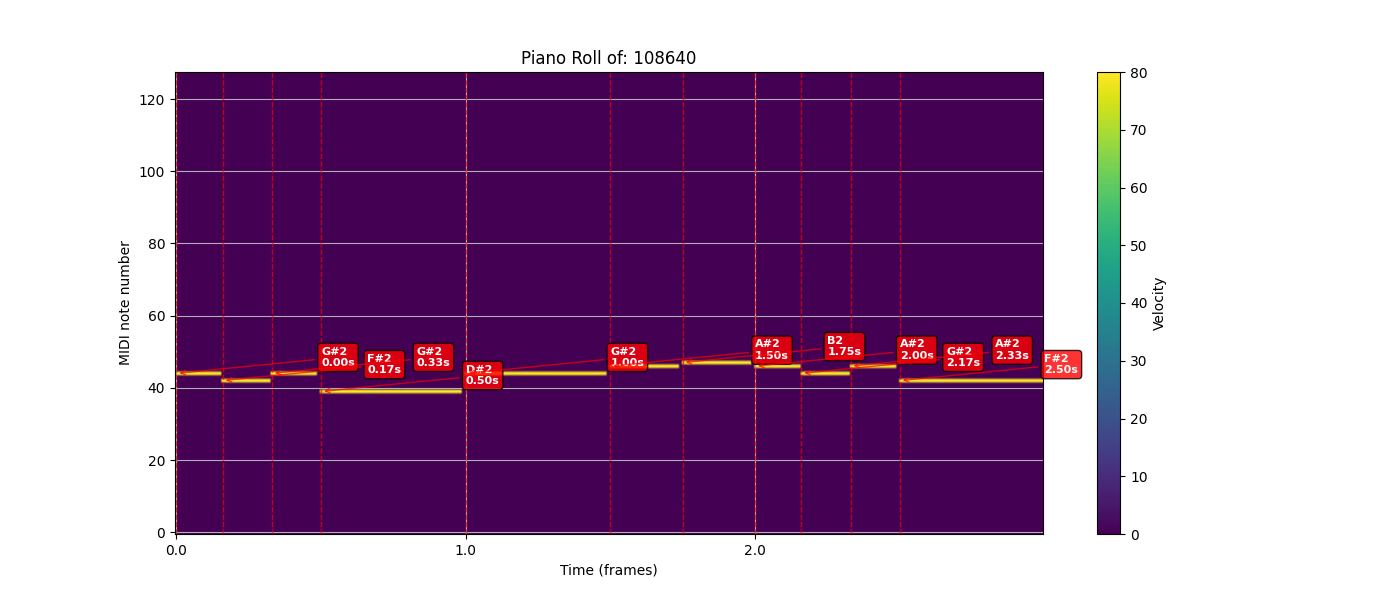 Piano Roll of: 108640
MIDI note number
120
100
80
60
40
20
0
G#2
0.00s
F#2
0.17s
G#2
0.33s
D#2
0.50s
G#2
1.00s
A#2
1.50s
B2
1.75s
A#2
2.00s
G#2
2.17s
A#2
2.33s
F#2
2.50s
0.0
1.0
2.0
Time (frames)
80
70
60
50
40
30
20
10
0
Velocity